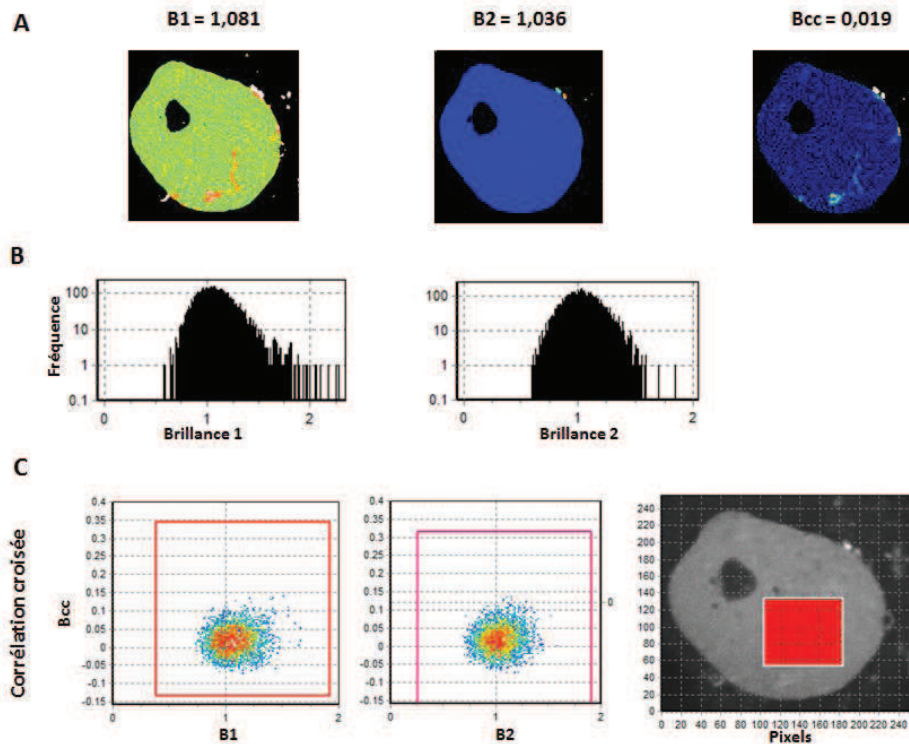 A
B1 = 1,081 B2 = 1,036 Bcc = 0,019
B
Fréquence
100
10
1
0.1
0 1 2
Brillance 1
100
10
1
0.1
0 1 2
Brillance 2
C
Corrélation croisée
Bcc
0.4
0.35
0.3
0.25
0.2
0.15
0.1
0.05
0
-0.05
-0.1
-0.15
0 1 2
B1
0.4
0.35
0.3
0.25
0.2
0.15
0.1
0.05
0
-0.05
-0.1
-0.15
0 1 2
B2
0
240
220
200
180
160
140
120
100
80
60
40
20
0
0 20 40 60 80 100 120 140 160 180 200 220 240
Pixels